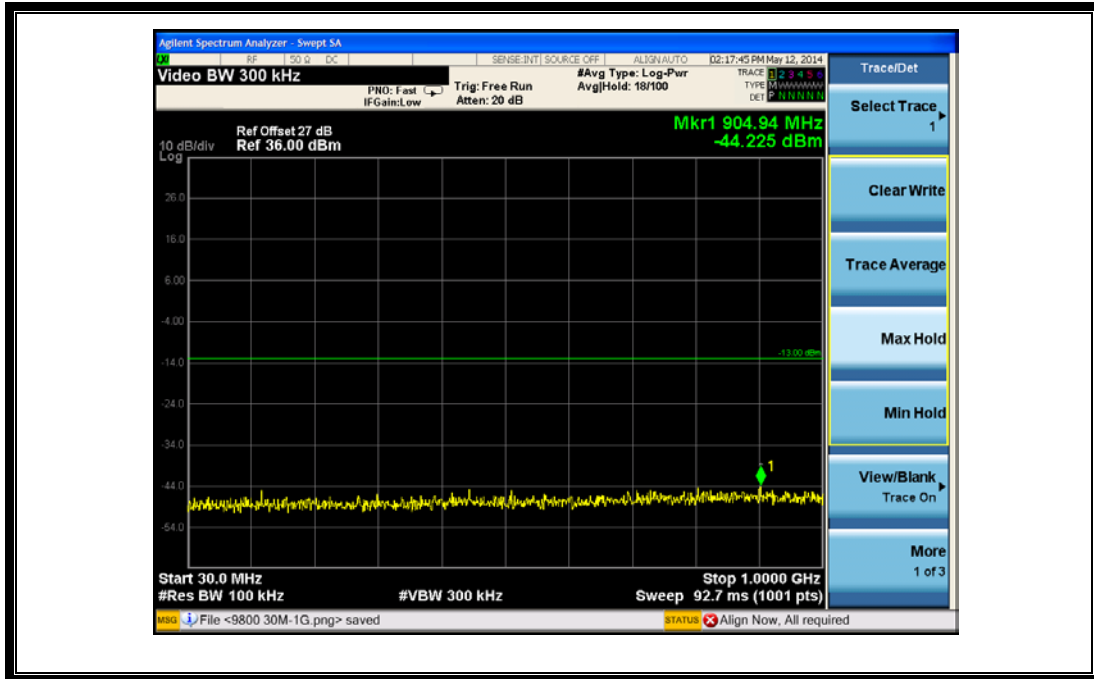 Agilent Spectrum Analyzer - Swept SA
LXI RF 50 Ω DC SENSE:INT SOURCE OFF ALIGNAUTO 02:17:45 PM May 12, 2014
Video BW 300 kHz
PNO: Fast
IFGain:Low
Trig: Free Run
Atten: 20 dB
#Avg Type: Log-Pwr
Avg|Hold: 18/100
TRACE 1 2 3 4 5 6
TYPE M
DET P N N N N N
Mkr1 904.94 MHz
-44.225 dBm
Ref Offset 27 dB
10 dB/div Ref 36.00 dBm
Log
26.0
16.0
6.00
-4.00
-13.00 dBm
-14.0
-24.0
-34.0
1
-44.0
-54.0
Start 30.0 MHz Stop 1.0000 GHz
#Res BW 100 kHz #VBW 300 kHz Sweep 92.7 ms (1001 pts)
MSG File <9800 30M-1G.png> saved STATUS Align Now, All required
Trace/Det
Select Trace
1
Clear Write
Trace Average
Max Hold
Min Hold
View/Blank
Trace On
More
1 of 3